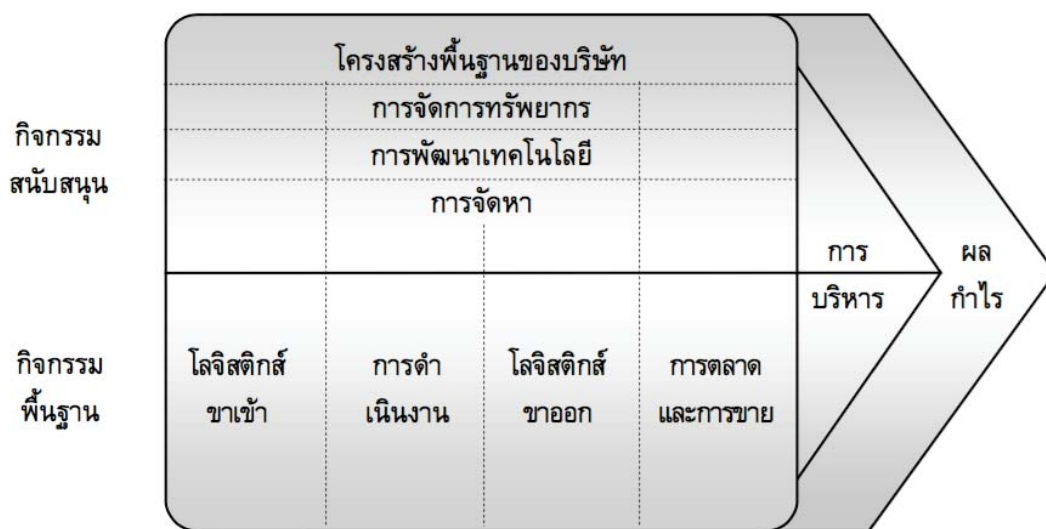 โครงสร้างพื้นฐานของบริษัท
การจัดการทรัพยากร
การพัฒนาเทคโนโลยี
การจัดหา
กิจกรรม
สนับสนุน
การ
บริหาร
ผล
กำไร
กิจกรรม
พื้นฐาน
โลจิสติกส์
ขาเข้า
การดำ
เนินงาน
โลจิสติกส์
ขาออก
การตลาด
และการขาย